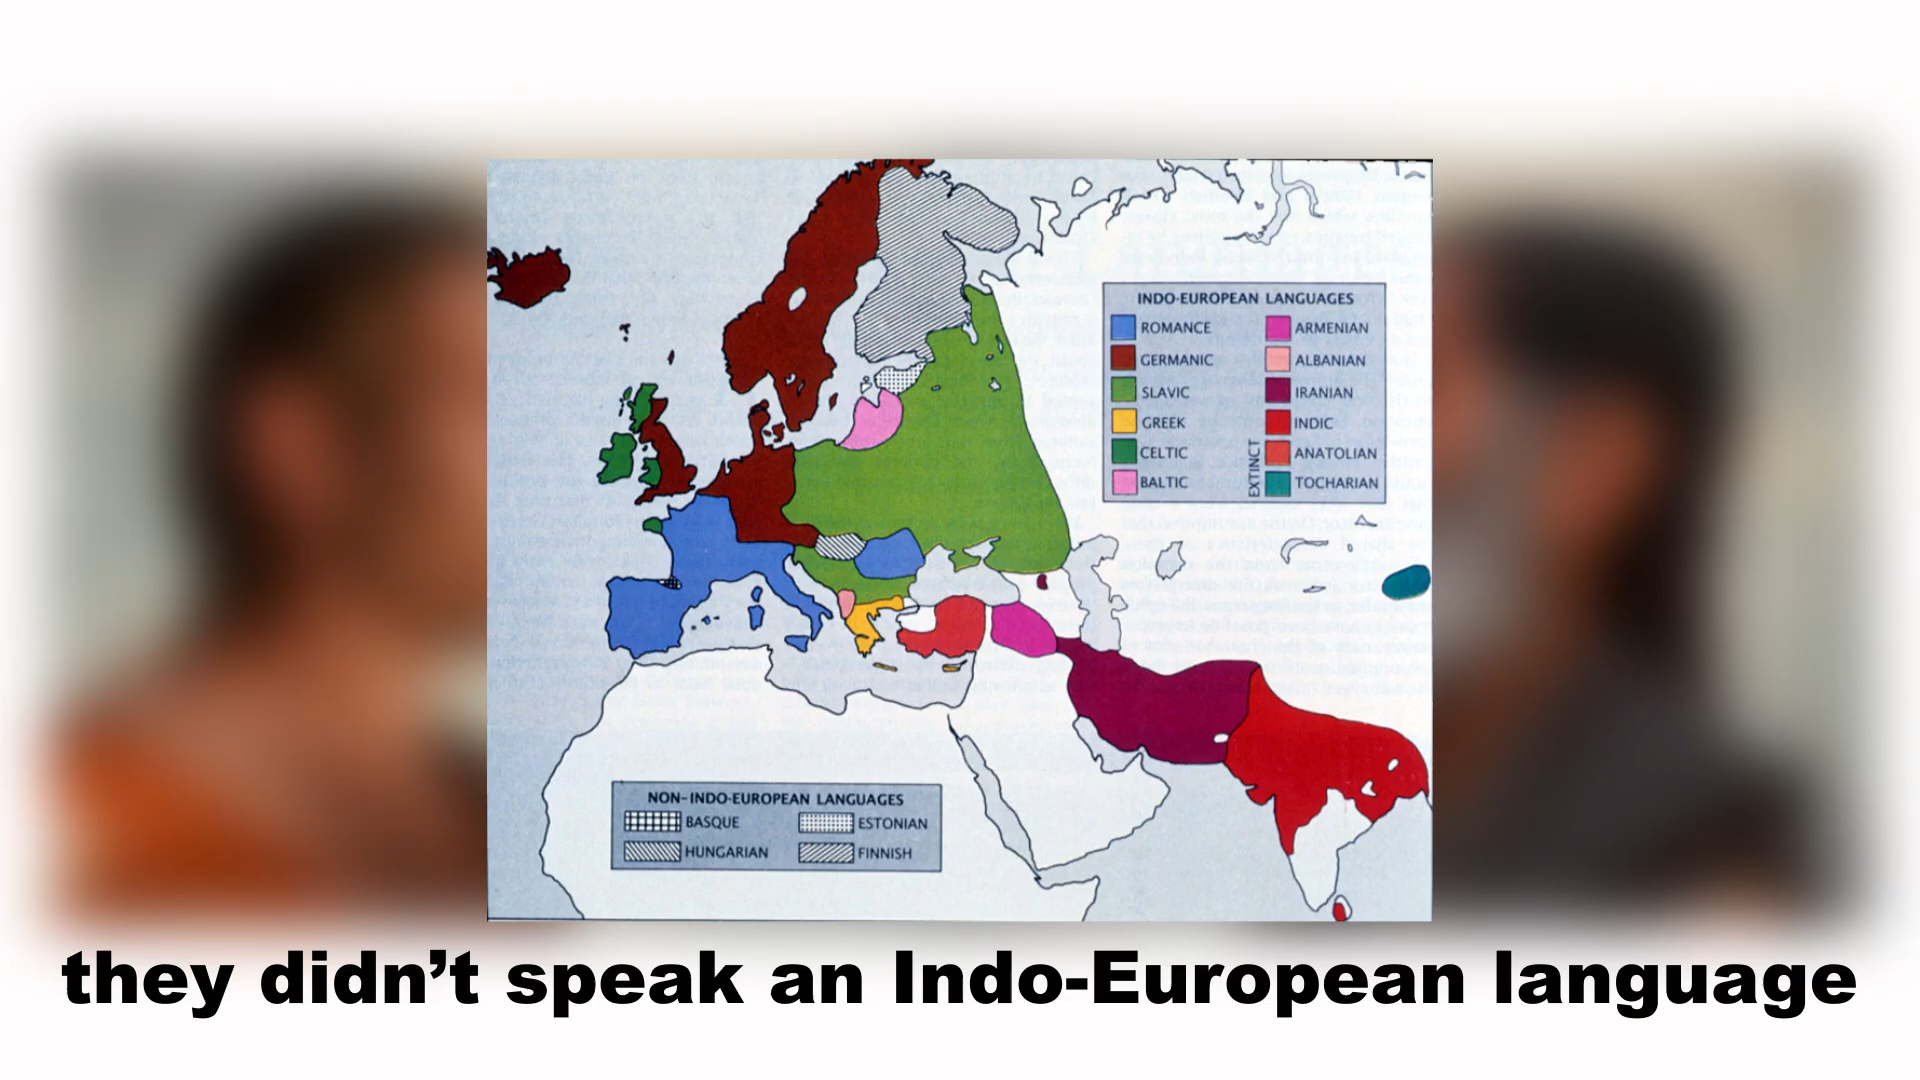 INDO-EUROPEAN LANGUAGES
ROMANCE
GERMANIC
SLAVIC
GREEK
CELTIC
BALTIC
ARMENIAN
ALBANIAN
IRANIAN
INDIC
EXTINCT
ANATOLIAN
TOCHARIAN
NON-INDO-EUROPEAN LANGUAGES
BASQUE
HUNGARIAN
ESTONIAN
FINNISH
they didn’t speak an Indo-European language